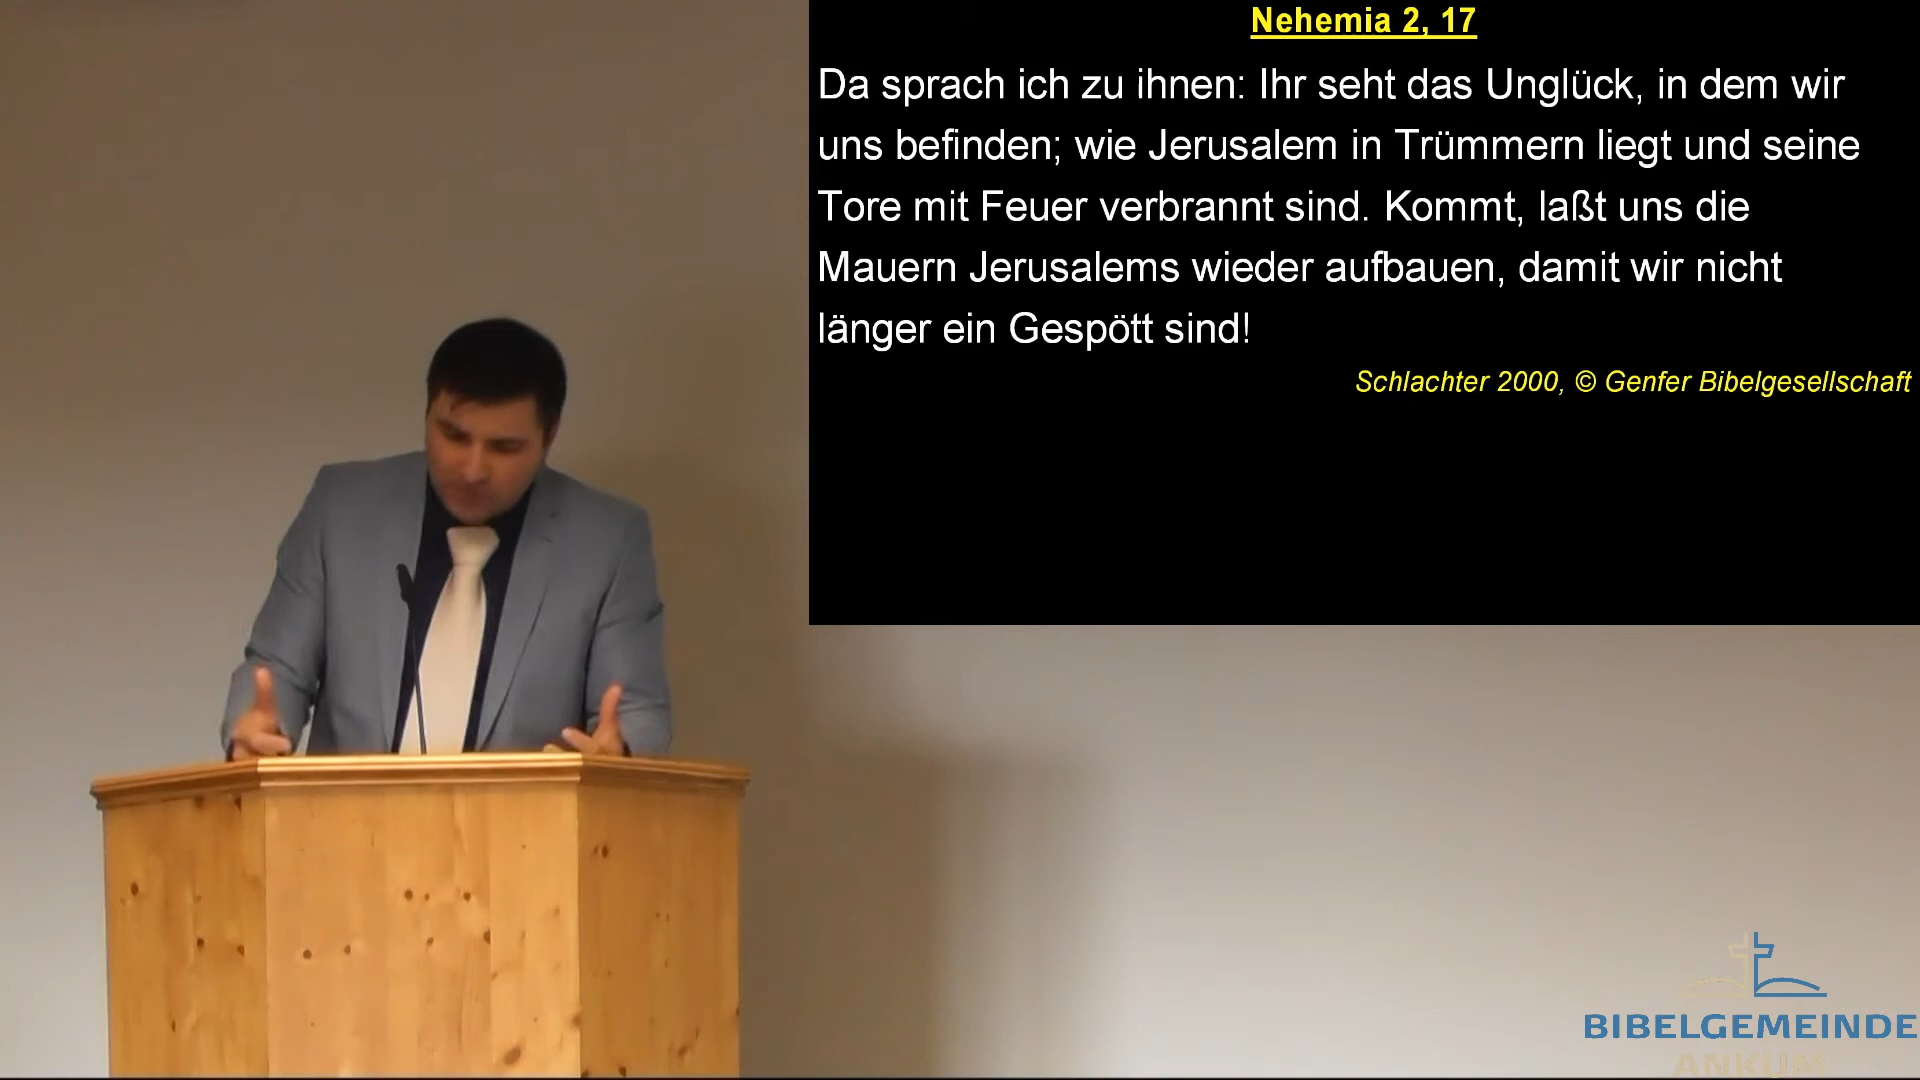 Nehemia 2, 17
Da sprach ich zu ihnen: Ihr seht das Unglück, in dem wir
uns befinden; wie Jerusalem in Trümmern liegt und seine
Tore mit Feuer verbrannt sind. Kommt, laßt uns die
Mauern Jerusalems wieder aufbauen, damit wir nicht
länger ein Gespött sind!
Schlachter 2000, © Genfer Bibelgesellschaft
BIBELGEMEINDE
ANKUM